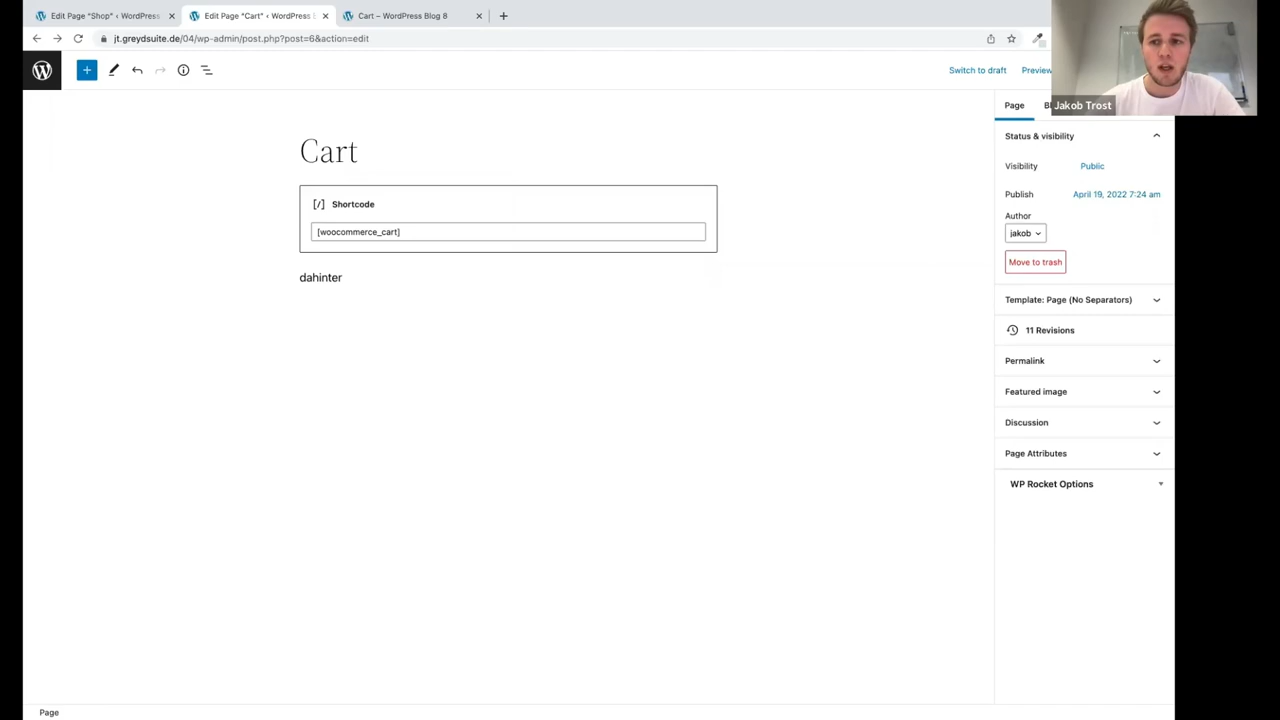 Edit Page "Shop" ‹ WordPress
Edit Page "Cart" ‹ WordPress
Cart – WordPress Blog 8
jt.greydsuite.de/04/wp-admin/post.php?post=6&action=edit
Switch to draft
Preview
Jakob Trost
Page
Status & visibility
Cart
Visibility
Public
Publish
April 19, 2022 7:24 am
[/] Shortcode
Author
[woocommerce_cart]
jakob
Move to trash
dahinter
Template: Page (No Separators)
11 Revisions
Permalink
Featured image
Discussion
Page Attributes
WP Rocket Options
Page